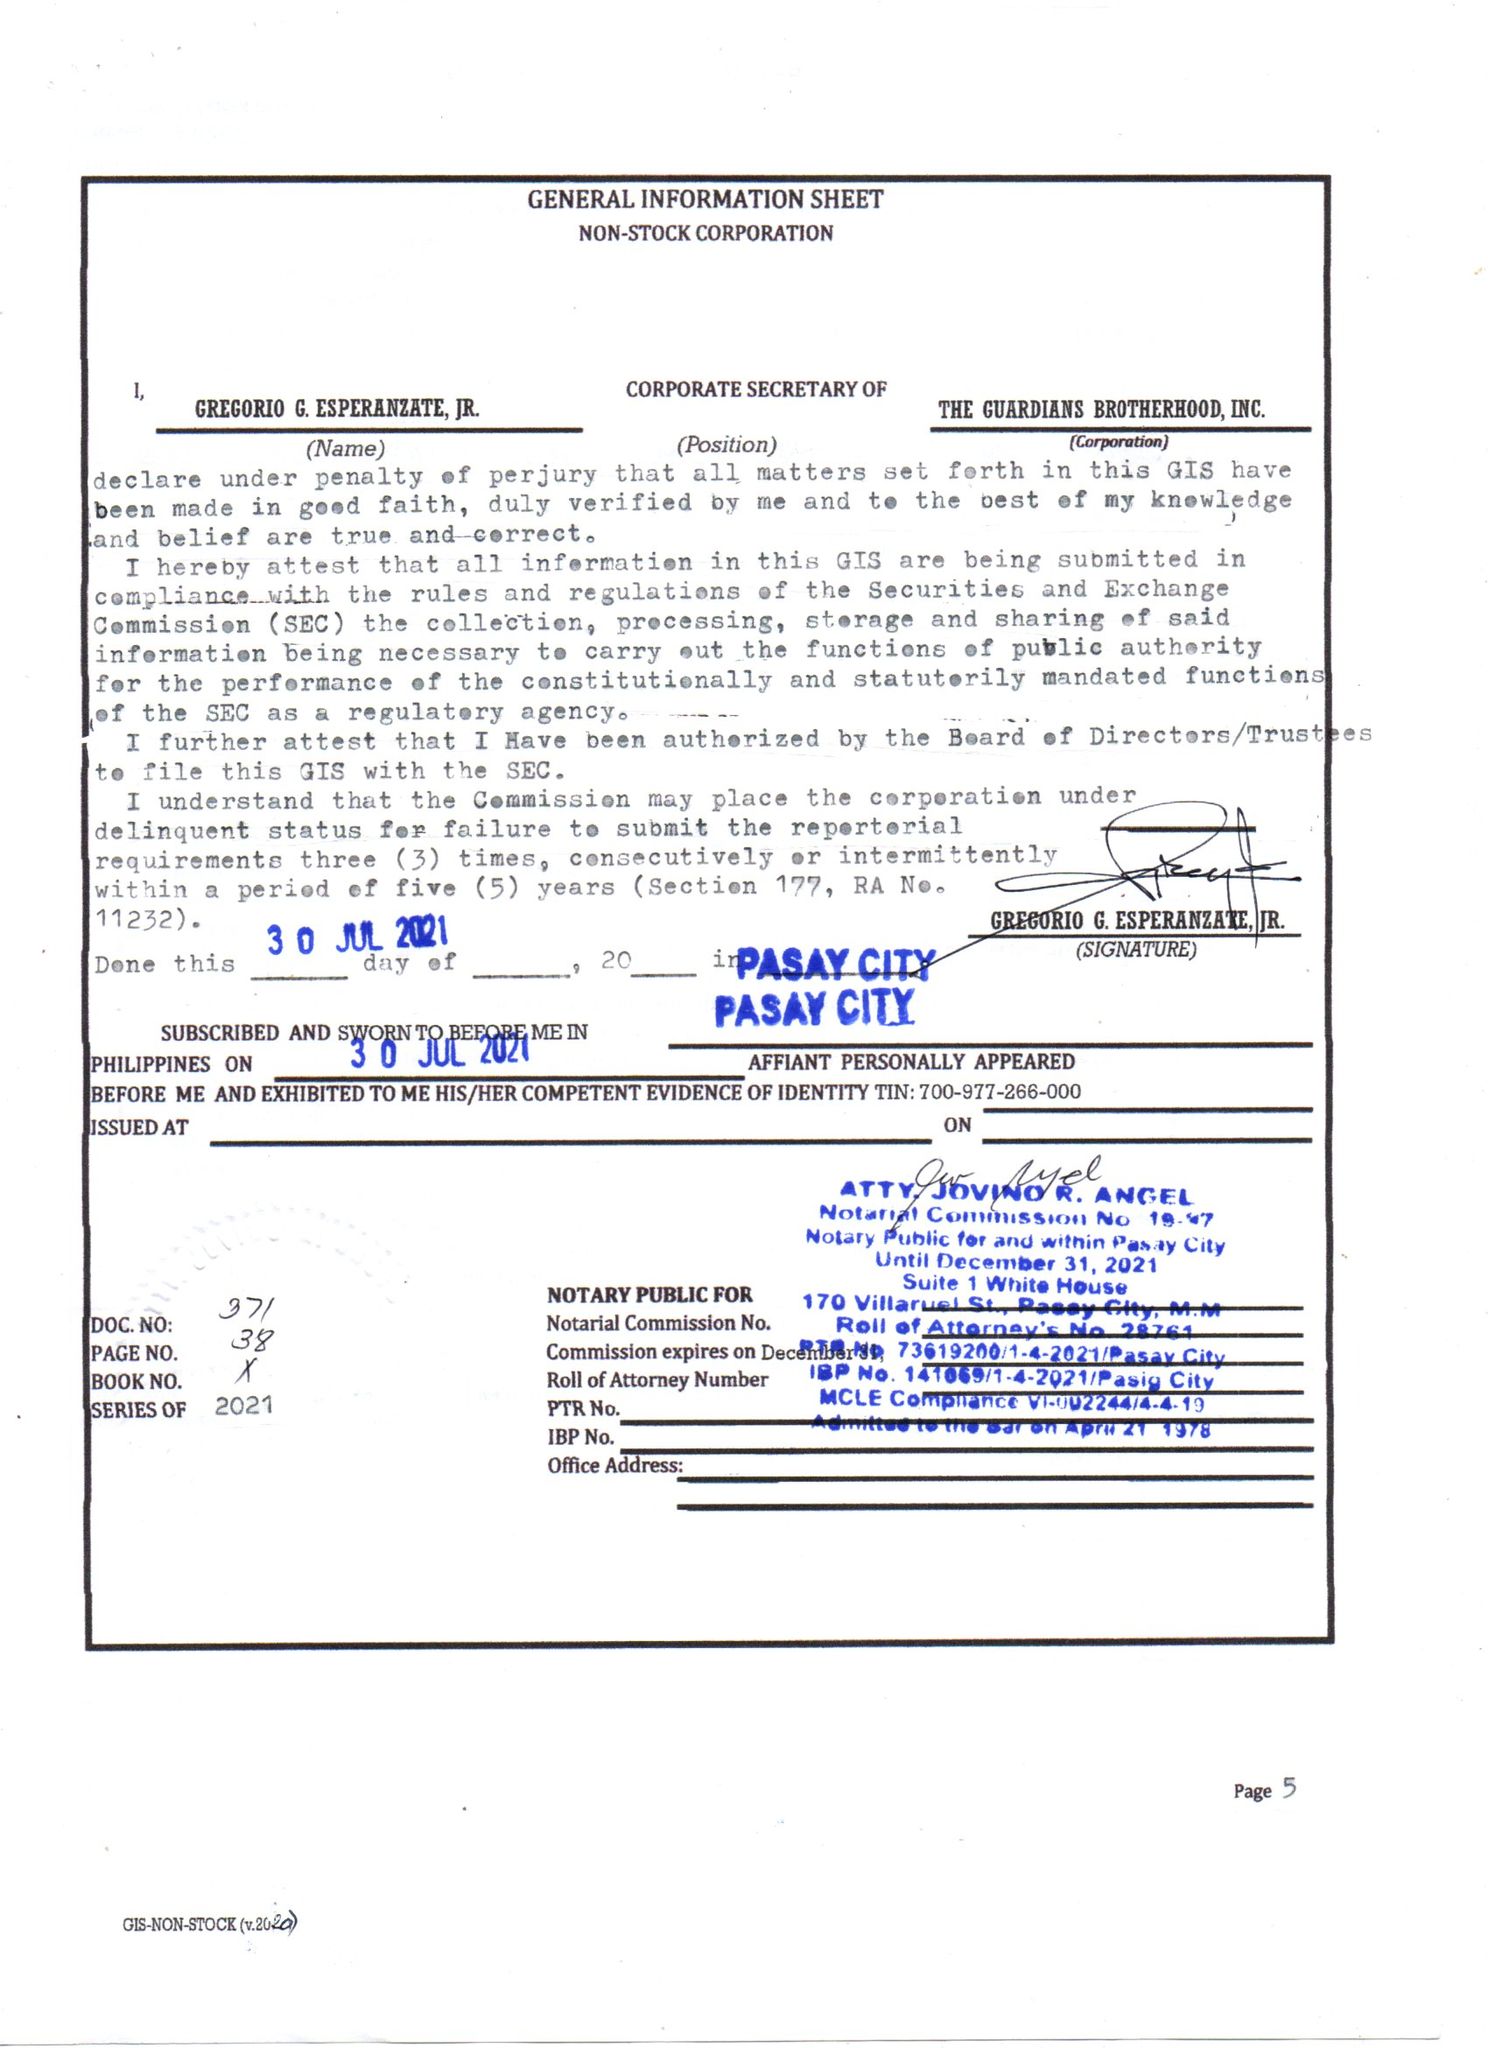 GENERAL INFORMATION SHEET
NON-STOCK CORPORATION
I, GREGORIO G. ESPERANZATE, JR. CORPORATE SECRETARY OF THE GUARDIANS BROTHERHOOD, INC.
(Name) (Position) (Corporation)
declare under penalty of perjury that all matters set forth in this GIS have
been made in good faith, duly verified by me and to the best of my knowledge
and belief are true and correct.
I hereby attest that all information in this GIS are being submitted in
compliance with the rules and regulations of the Securities and Exchange
Commission (SEC) the collection, processing, storage and sharing of said
information being necessary to carry out the functions of public authority
for the performance of the constitutionally and statutorily mandated functions
of the SEC as a regulatory agency.
I further attest that I Have been authorized by the Board of Directors/Trustees
to file this GIS with the SEC.
I understand that the Commission may place the corporation under
delinquent status for failure to submit the reportorial
requirements three (3) times, consecutively or intermittently
within a period of five (5) years (Section 177, RA No.
11232).
GREGORIO G. ESPERANZATE, JR.
(SIGNATURE)
30 JUL 2021
Done this ______ day of ______, 20____ in PASAY CITY
PASAY CITY
SUBSCRIBED AND SWORN TO BEFORE ME IN
PHILIPPINES ON 30 JUL 2021 AFFIANT PERSONALLY APPEARED
BEFORE ME AND EXHIBITED TO ME HIS/HER COMPETENT EVIDENCE OF IDENTITY TIN: 700-977-266-000
ISSUED AT ON
ATTY. JOVINO R. ANGEL
Notarial Commission No
Notary Public for and within Pasay City
Until December 31, 2021
Suite 1 White House
170 Villaruel St., Pasay City, M.M
Roll of Attorney's No. 28761
PTR No. 73619200/1-4-2021/Pasay City
IBP No. 141069/1-4-2021/Pasig City
MCLE Compliance VI-002244/4-4-19
Admitted to the Bar on April 21 1978
NOTARY PUBLIC FOR
Notarial Commission No.
Commission expires on December 31,
Roll of Attorney Number
PTR No.
IBP No.
Office Address:
DOC. NO: 371
PAGE NO. 38
BOOK NO. X
SERIES OF 2021
Page 5
GIS-NON-STOCK (v.2020)